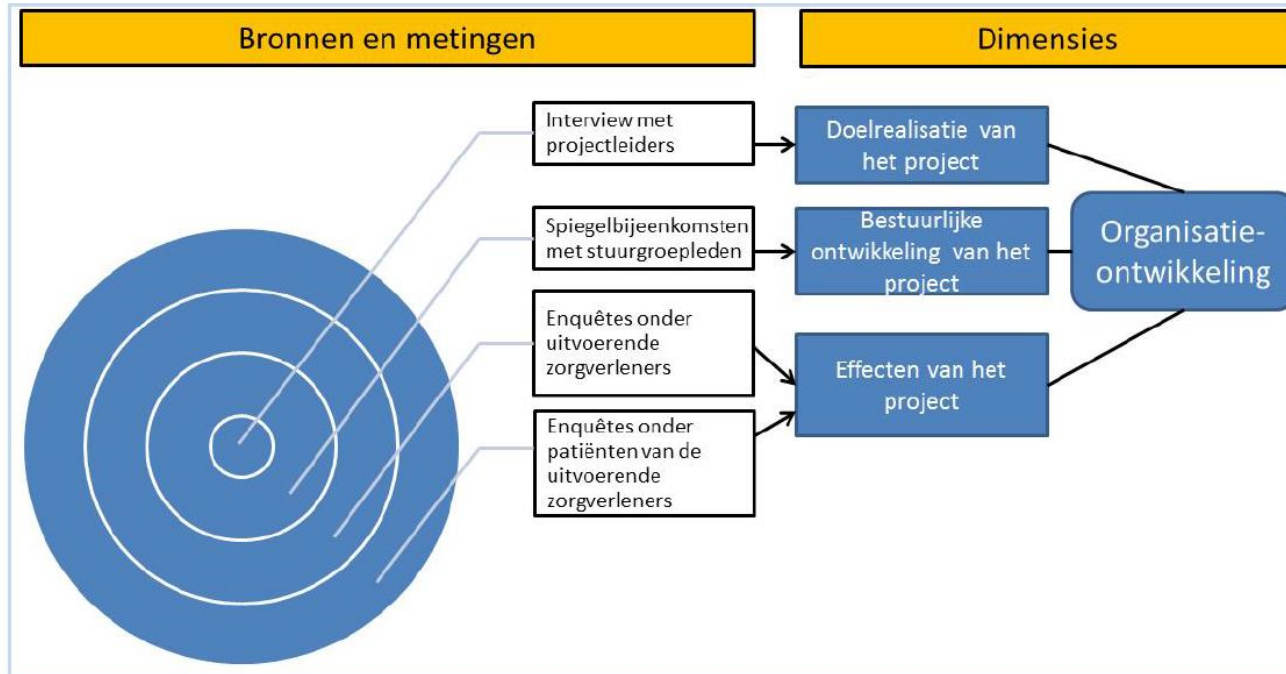 Bronnen en metingen
Dimensies
Interview met
projectleiders
Doelrealisatie van
het project
Spiegelbijeenkomsten
met stuurgroepleden
Bestuurlijke
ontwikkeling van het
project
Organisatie-
ontwikkeling
Enquêtes onder
uitvoerende
zorgverleners
Effecten van het
project
Enquêtes onder
patiënten van de
uitvoerende
zorgverleners